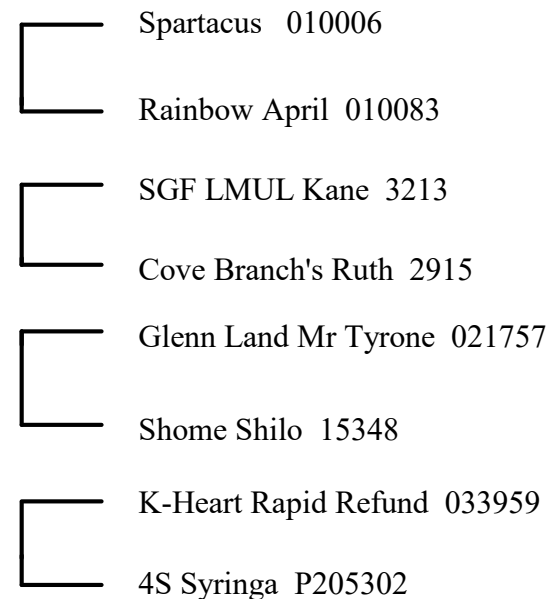 Spartacus 010006
Rainbow April 010083
SGF LMUL Kane 3213
Cove Branch's Ruth 2915
Glenn Land Mr Tyrone 021757
Shome Shilo 15348
K-Heart Rapid Refund 033959
4S Syringa P205302